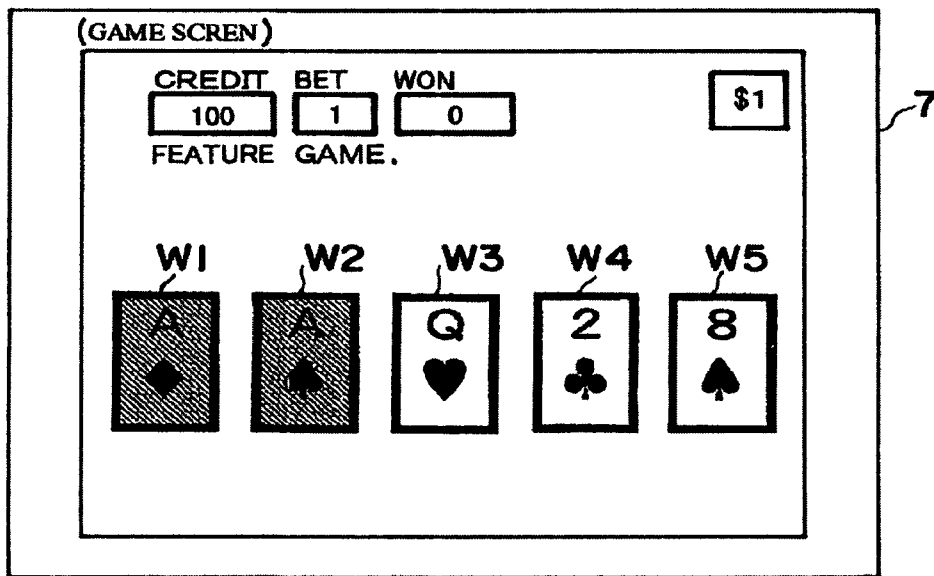 (GAME SCREN)
CREDIT BET WON
100 1 0 $1
FEATURE GAME.
7
W1 W2 W3 W4 W5
A A Q 2 8